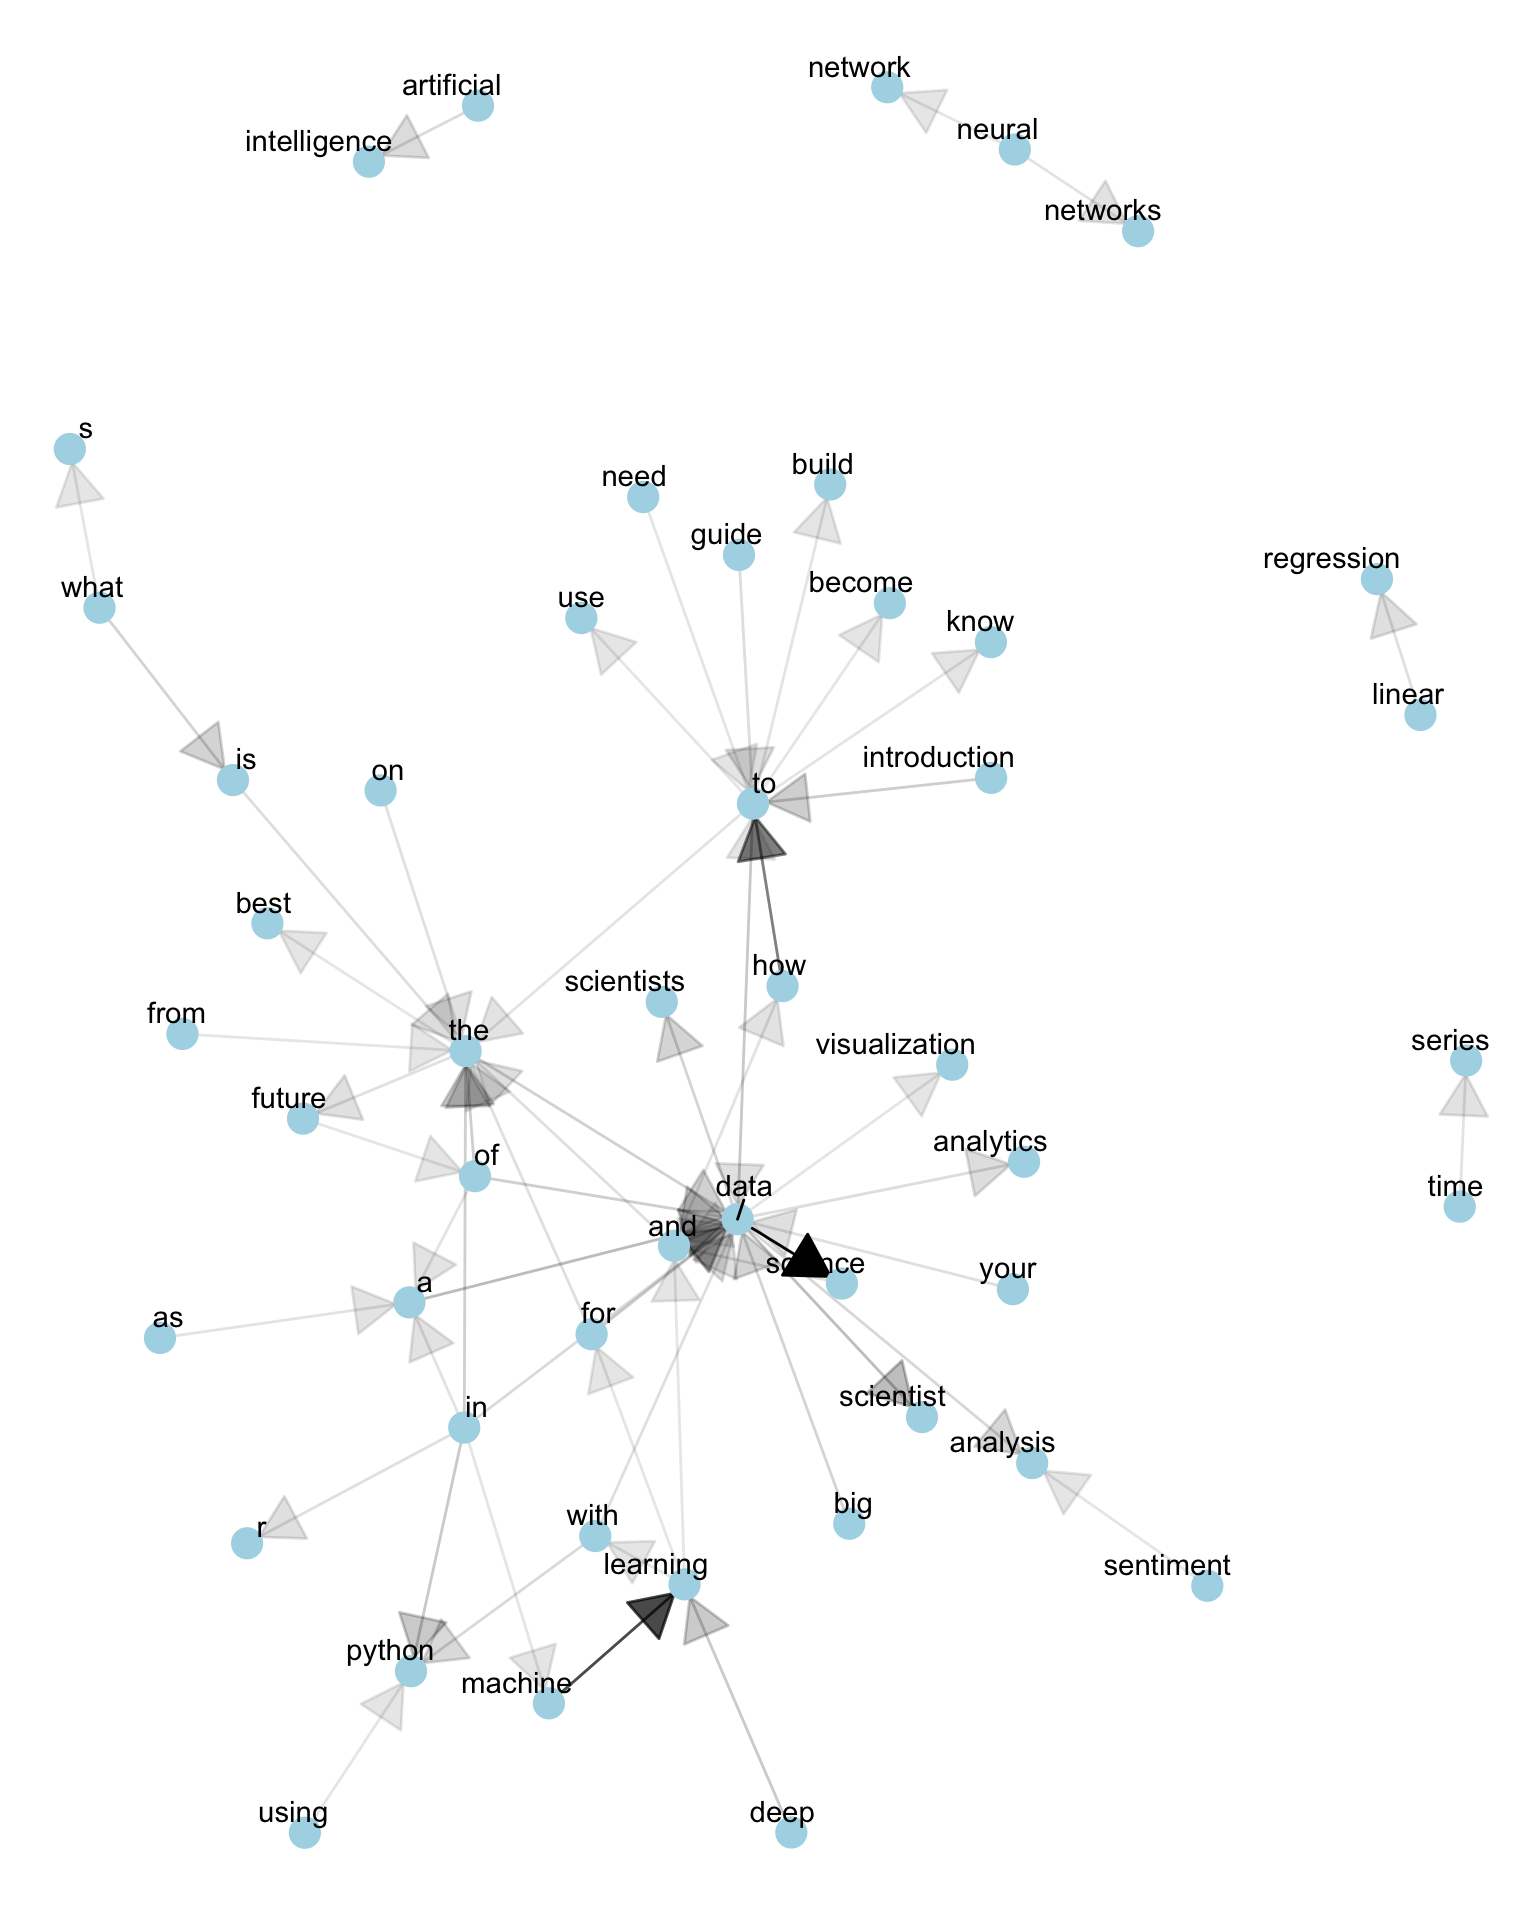 network
artificial
neural
intelligence
networks
s
build
need
guide
regression
become
what
use
know
linear
introduction
is
on
to
best
how
scientists
from
the
series
visualization
future
analytics
of
data
time
and
science
your
a
for
as
scientist
in
analysis
big
with
r
learning
sentiment
python
machine
using
deep